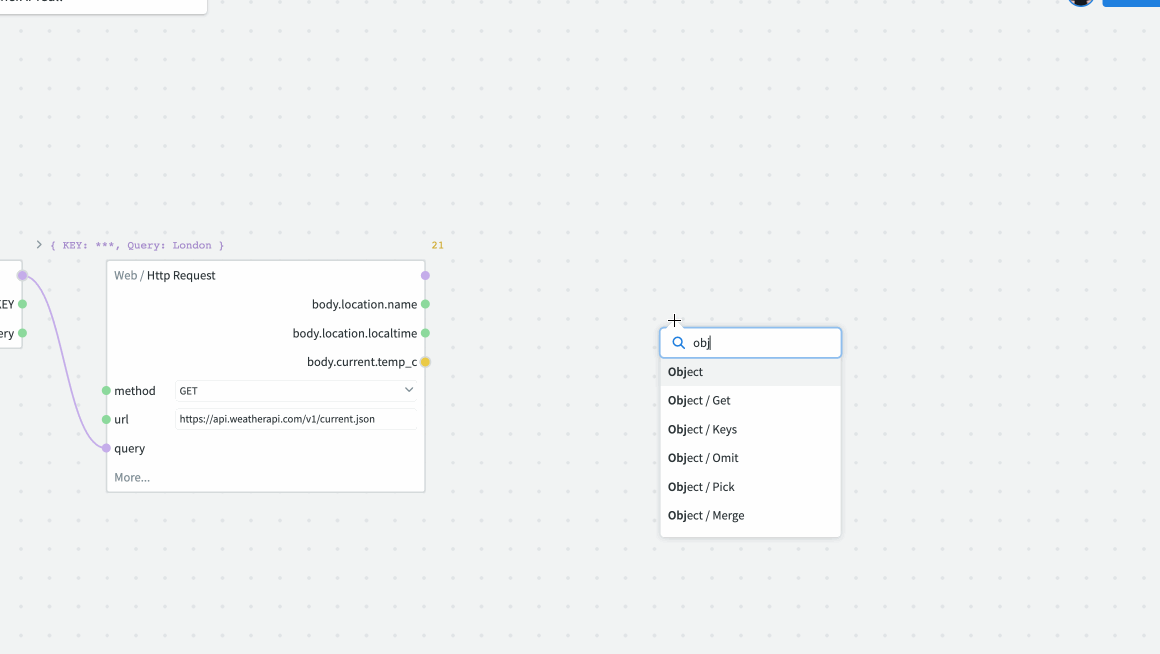 { KEY: ***, Query: London }
21
Web / Http Request
KEY
body.location.name
body.location.localtime
body.current.temp_c
method
GET
url
https://api.weatherapi.com/v1/current.json
query
More...
obj
Object
Object / Get
Object / Keys
Object / Omit
Object / Pick
Object / Merge